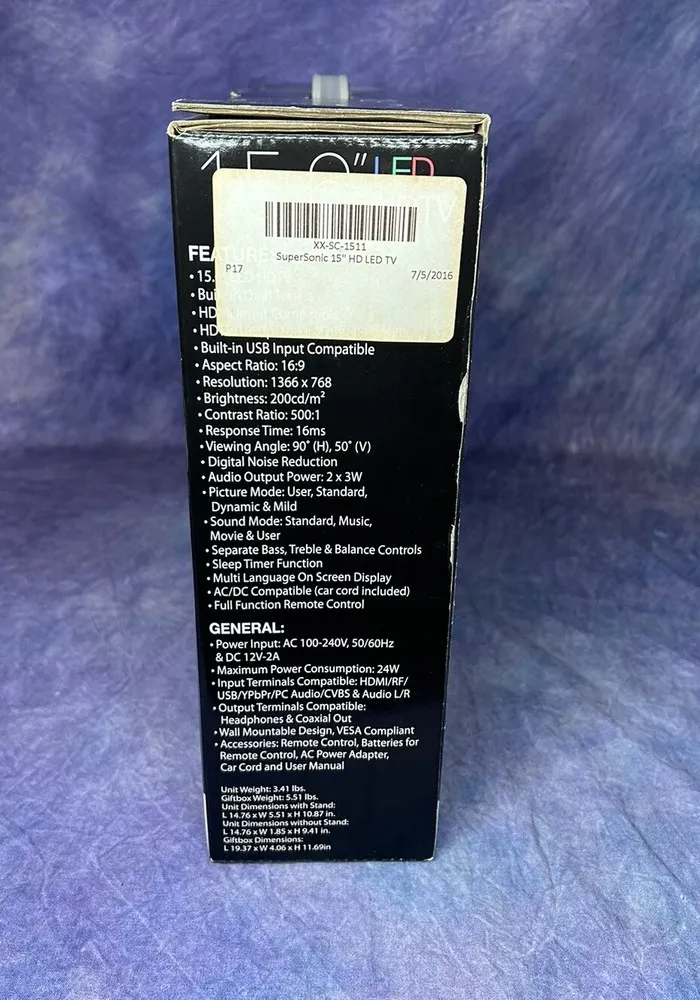 LED
TV
XX-SC-1511
SuperSonic 15" HD LED TV
P17
7/5/2016
• Built-in USB Input Compatible
• Aspect Ratio: 16:9
• Resolution: 1366 x 768
• Brightness: 200cd/m²
• Contrast Ratio: 500:1
• Response Time: 16ms
• Viewing Angle: 90˚ (H), 50˚ (V)
• Digital Noise Reduction
• Audio Output Power: 2 x 3W
• Picture Mode: User, Standard,
Dynamic & Mild
• Sound Mode: Standard, Music,
Movie & User
• Separate Bass, Treble & Balance Controls
• Sleep Timer Function
• Multi Language On Screen Display
• AC/DC Compatible (car cord included)
• Full Function Remote Control
GENERAL:
• Power Input: AC 100-240V, 50/60Hz
& DC 12V-2A
• Maximum Power Consumption: 24W
• Input Terminals Compatible: HDMI/RF/
USB/YPbPr/PC Audio/CVBS & Audio L/R
• Output Terminals Compatible:
Headphones & Coaxial Out
• Wall Mountable Design, VESA Compliant
• Accessories: Remote Control, Batteries for
Remote Control, AC Power Adapter,
Car Cord and User Manual
Unit Weight: 3.41 lbs.
Giftbox Weight: 5.51 lbs.
Unit Dimensions with Stand:
L 14.76 x W 5.51 x H 10.87 in.
Unit Dimensions without Stand:
L 14.76 x W 1.85 x H 9.41 in.
Giftbox Dimensions:
L 19.37 x W 4.06 x H 11.69in